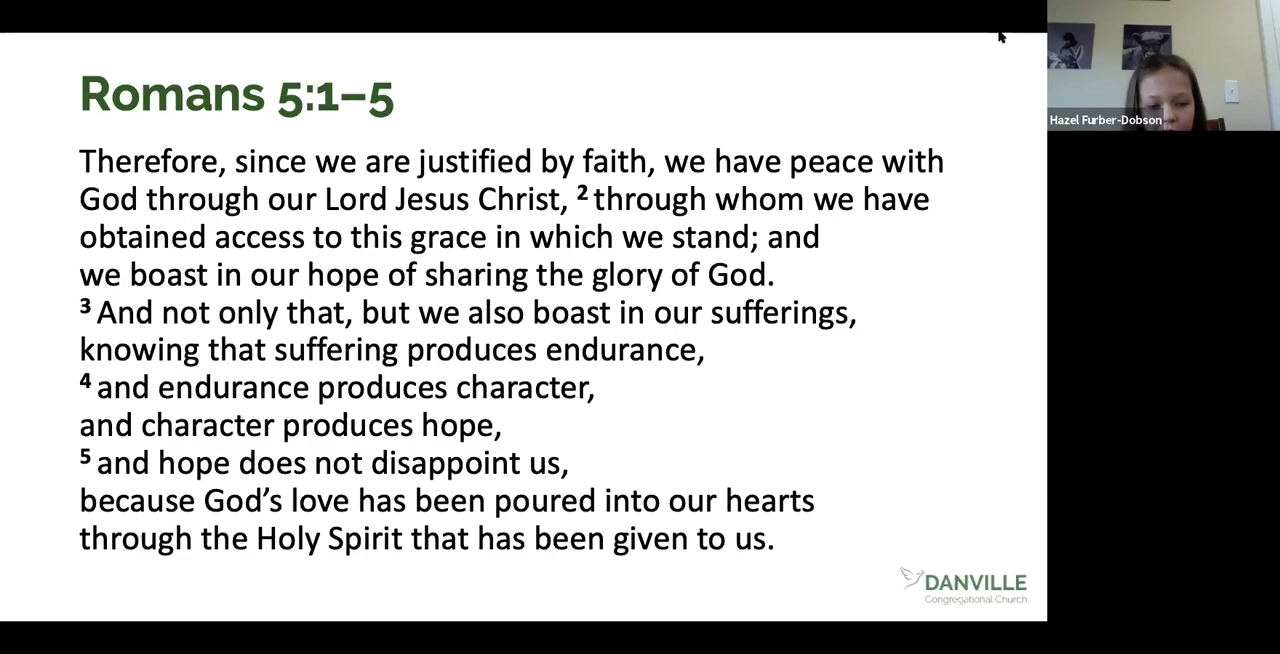 Romans 5:1–5
Therefore, since we are justified by faith, we have peace with
God through our Lord Jesus Christ, ² through whom we have
obtained access to this grace in which we stand; and
we boast in our hope of sharing the glory of God.
³ And not only that, but we also boast in our sufferings,
knowing that suffering produces endurance,
⁴ and endurance produces character,
and character produces hope,
⁵ and hope does not disappoint us,
because God’s love has been poured into our hearts
through the Holy Spirit that has been given to us.
DANVILLE
Congregational Church
Hazel Furber-Dobson